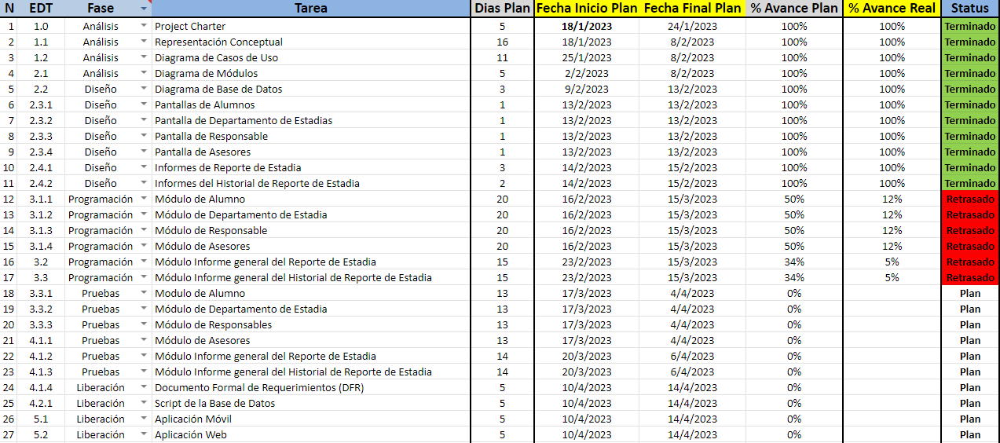 N EDT Fase Tarea Dias Plan Fecha Inicio Plan Fecha Final Plan % Avance Plan % Avance Real Status
1 1.0 Análisis Project Charter 5 18/1/2023 24/1/2023 100% 100% Terminado
2 1.1 Análisis Representación Conceptual 16 18/1/2023 8/2/2023 100% 100% Terminado
3 1.2 Análisis Diagrama de Casos de Uso 11 25/1/2023 8/2/2023 100% 100% Terminado
4 2.1 Análisis Diagrama de Módulos 5 2/2/2023 8/2/2023 100% 100% Terminado
5 2.2 Diseño Diagrama de Base de Datos 3 9/2/2023 13/2/2023 100% 100% Terminado
6 2.3.1 Diseño Pantallas de Alumnos 1 13/2/2023 13/2/2023 100% 100% Terminado
7 2.3.2 Diseño Pantalla de Departamento de Estadias 1 13/2/2023 13/2/2023 100% 100% Terminado
8 2.3.3 Diseño Pantalla de Responsable 1 13/2/2023 13/2/2023 100% 100% Terminado
9 2.3.4 Diseño Pantalla de Asesores 1 13/2/2023 13/2/2023 100% 100% Terminado
10 2.4.1 Diseño Informes de Reporte de Estadia 3 14/2/2023 15/2/2023 100% 100% Terminado
11 2.4.2 Diseño Informes del Historial de Reporte de Estadia 2 14/2/2023 15/2/2023 100% 100% Terminado
12 3.1.1 Programación Módulo de Alumno 20 16/2/2023 15/3/2023 50% 12% Retrasado
13 3.1.2 Programación Módulo de Departamento de Estadia 20 16/2/2023 15/3/2023 50% 12% Retrasado
14 3.1.3 Programación Módulo de Responsable 20 16/2/2023 15/3/2023 50% 12% Retrasado
15 3.1.4 Programación Módulo de Asesores 20 16/2/2023 15/3/2023 50% 12% Retrasado
16 3.2 Programación Módulo Informe general del Reporte de Estadia 15 23/2/2023 15/3/2023 34% 5% Retrasado
17 3.3 Programación Módulo Informe general del Historial de Reporte de Estadia 15 23/2/2023 15/3/2023 34% 5% Retrasado
18 3.3.1 Pruebas Modulo de Alumno 13 17/3/2023 4/4/2023 0% Plan
19 3.3.2 Pruebas Módulo de Departamento de Estadia 13 17/3/2023 4/4/2023 0% Plan
20 3.3.3 Pruebas Módulo de Responsables 13 17/3/2023 4/4/2023 0% Plan
21 4.1.1 Pruebas Módulo de Asesores 13 17/3/2023 4/4/2023 0% Plan
22 4.1.2 Pruebas Módulo Informe general del Reporte de Estadia 14 20/3/2023 6/4/2023 0% Plan
23 4.1.3 Pruebas Módulo Informe general del Historial de Reporte de Estadia 14 20/3/2023 6/4/2023 0% Plan
24 4.1.4 Liberación Documento Formal de Requerimientos (DFR) 5 10/4/2023 14/4/2023 0% Plan
25 4.2.1 Liberación Script de la Base de Datos 5 10/4/2023 14/4/2023 0% Plan
26 5.1 Liberación Aplicación Móvil 5 10/4/2023 14/4/2023 0% Plan
27 5.2 Liberación Aplicación Web 5 10/4/2023 14/4/2023 0% Plan